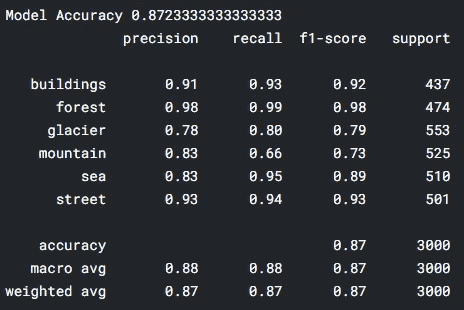 Model Accuracy 0.8723333333333333
precision recall f1-score support
buildings 0.91 0.93 0.92 437
forest 0.98 0.99 0.98 474
glacier 0.78 0.80 0.79 553
mountain 0.83 0.66 0.73 525
sea 0.83 0.95 0.89 510
street 0.93 0.94 0.93 501
accuracy 0.87 3000
macro avg 0.88 0.88 0.87 3000
weighted avg 0.87 0.87 0.87 3000